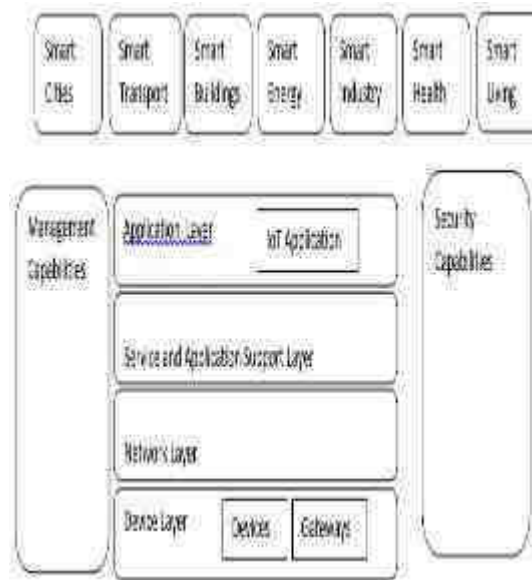 Smart
Cities
Smart
Transport
Smart
Buildings
Smart
Energy
Smart
Industry
Smart
Health
Smart
Living
Management
Capabilities
Application Layer
IoT Application
Security
Capabilities
Service and Application Support Layer
Network Layer
Device Layer
Devices
Gateways